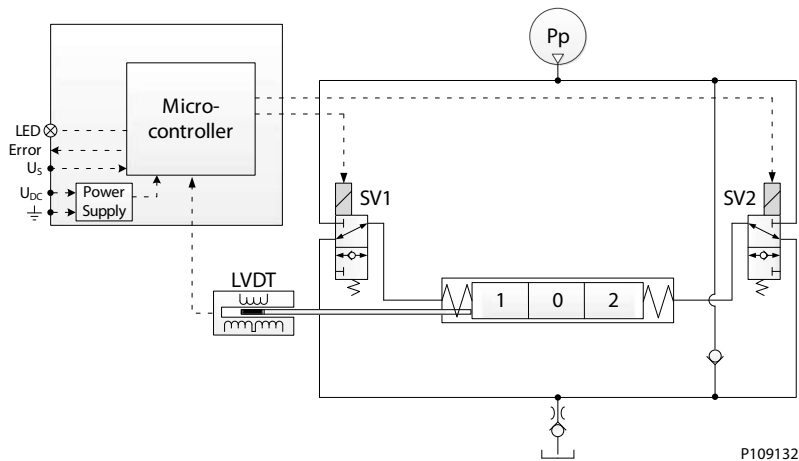 Pp
Micro-
controller
LED
Error
US
UDC
Power
Supply
SV1
SV2
LVDT
1 0 2
P109132